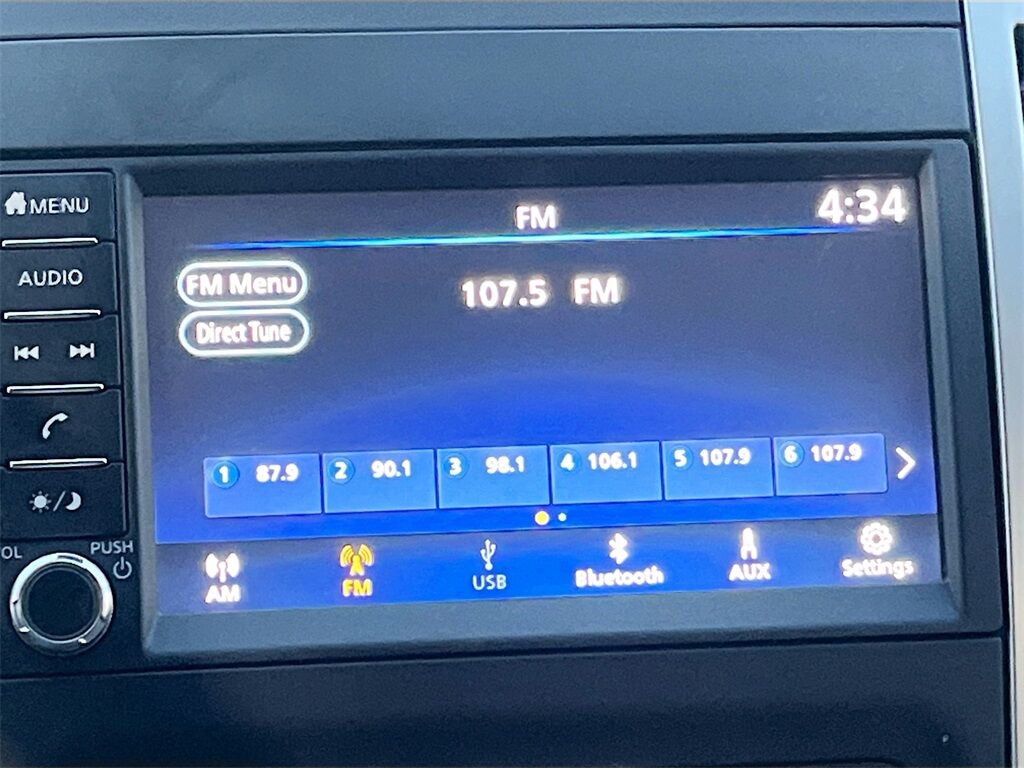 MENU
AUDIO
OL
PUSH
FM
4:34
FM Menu
107.5 FM
Direct Tune
1 87.9
2 90.1
3 98.1
4 106.1
5 107.9
6 107.9
AM
FM
USB
Bluetooth
AUX
Settings